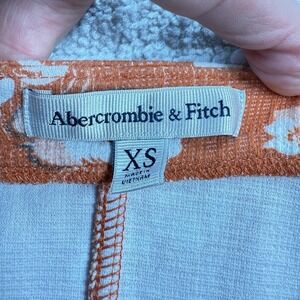 Abercrombie & Fitch
XS
MADE IN
VIETNAM